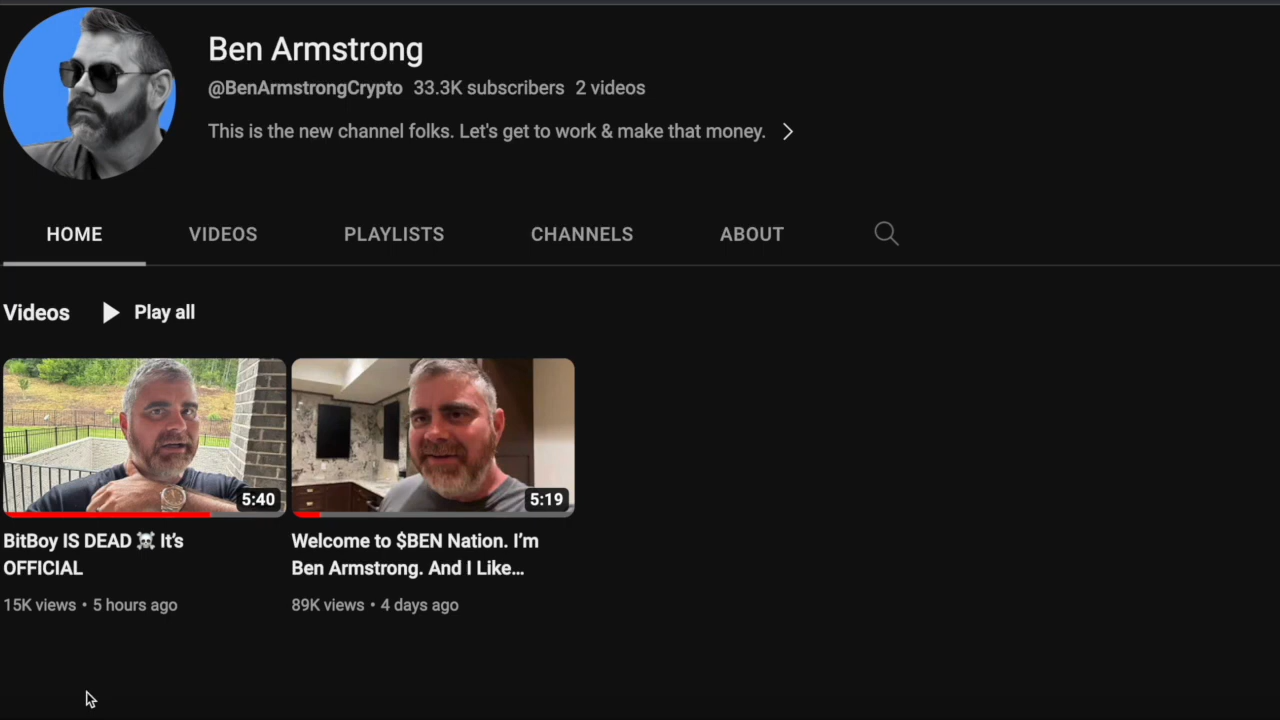 Ben Armstrong
@BenArmstrongCrypto 33.3K subscribers 2 videos
This is the new channel folks. Let's get to work & make that money.
HOME VIDEOS PLAYLISTS CHANNELS ABOUT
Videos Play all
5:40 5:19
BitBoy IS DEAD ☠️ It’s
OFFICIAL
15K views • 5 hours ago
Welcome to $BEN Nation. I’m
Ben Armstrong. And I Like...
89K views • 4 days ago